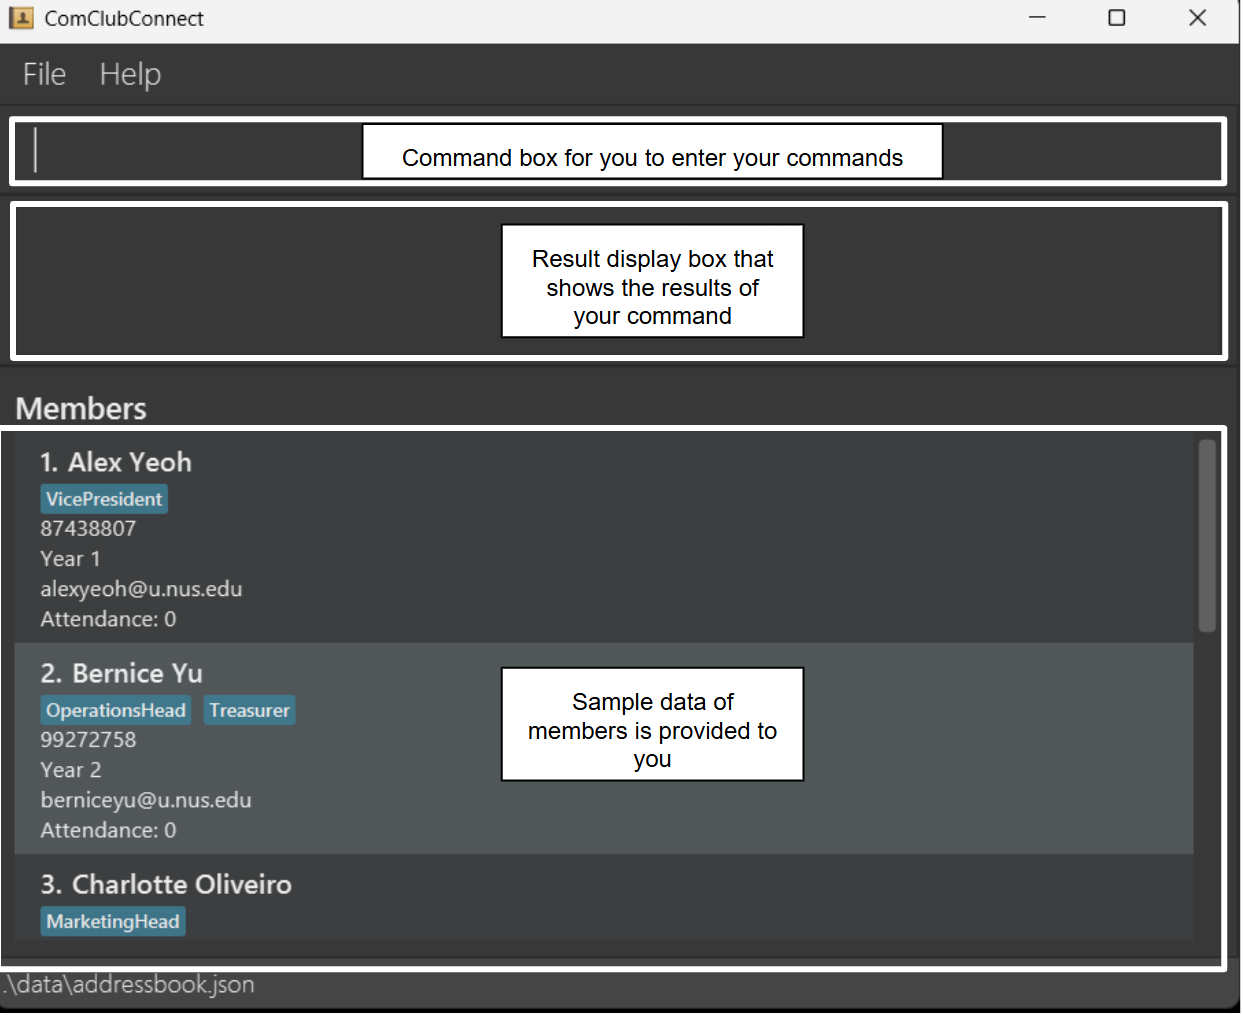 ComClubConnect
File Help
Command box for you to enter your commands
Result display box that
shows the results of
your command
Members
1. Alex Yeoh
VicePresident
87438807
Year 1
alexyeoh@u.nus.edu
Attendance: 0
2. Bernice Yu
OperationsHead Treasurer
99272758
Year 2
berniceyu@u.nus.edu
Attendance: 0
Sample data of
members is provided to
you
3. Charlotte Oliveiro
MarketingHead
.\data\addressbook.json